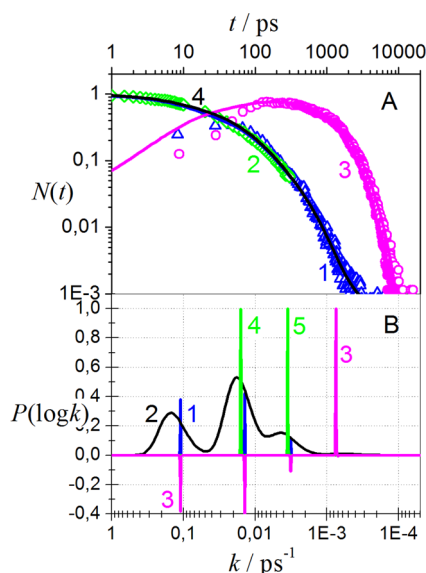 t / ps
1 10 100 1000 10000
1
0.1
0,01
1E-3
N(t)
A
4
2
3
1
1,0
0,8
0,6
0,4
0,2
0,0
-0,2
-0,4
P(logk)
B
4 5 3
2 1
3
1 0,1 0,01 1E-3 1E-4
k / ps⁻¹